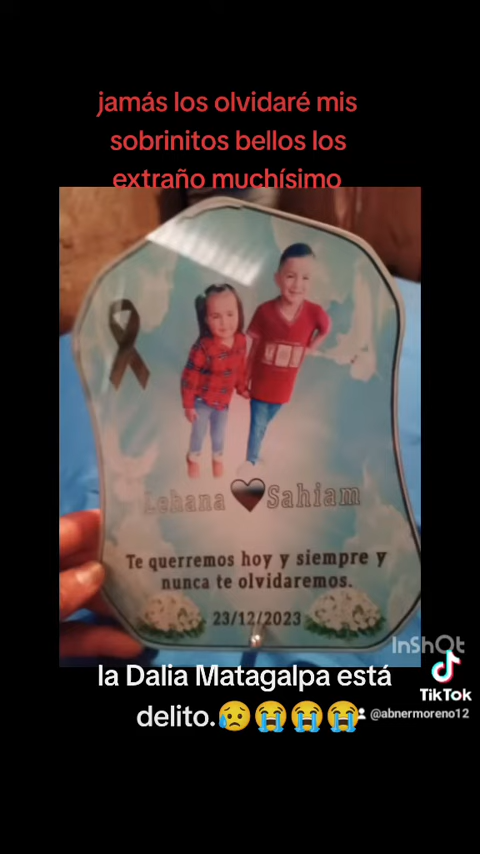 jamás los olvidaré mis
sobrinitos bellos los
extraño muchísimo
Lehana Sahiam
Te querremos hoy y siempre y
nunca te olvidaremos.
23/12/2023
InShOt
TikTok
la Dalia Matagalpa está
delito.😥😭😭😭
@abnermoreno12